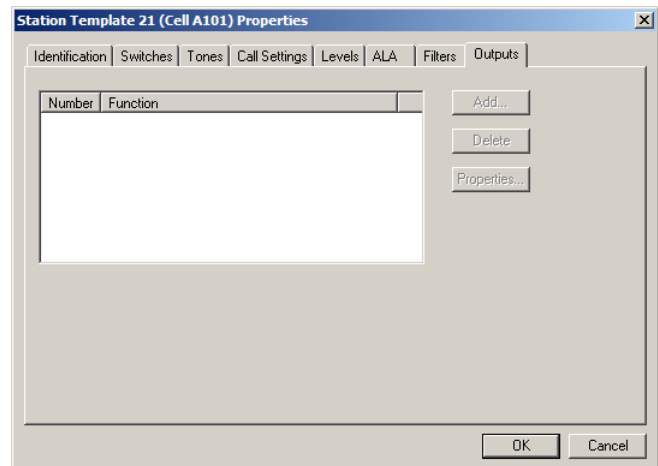 Station Template 21 (Cell A101) Properties
Identification Switches Tones Call Settings Levels ALA Filters Outputs
Number Function
Add...
Delete
Properties...
OK Cancel